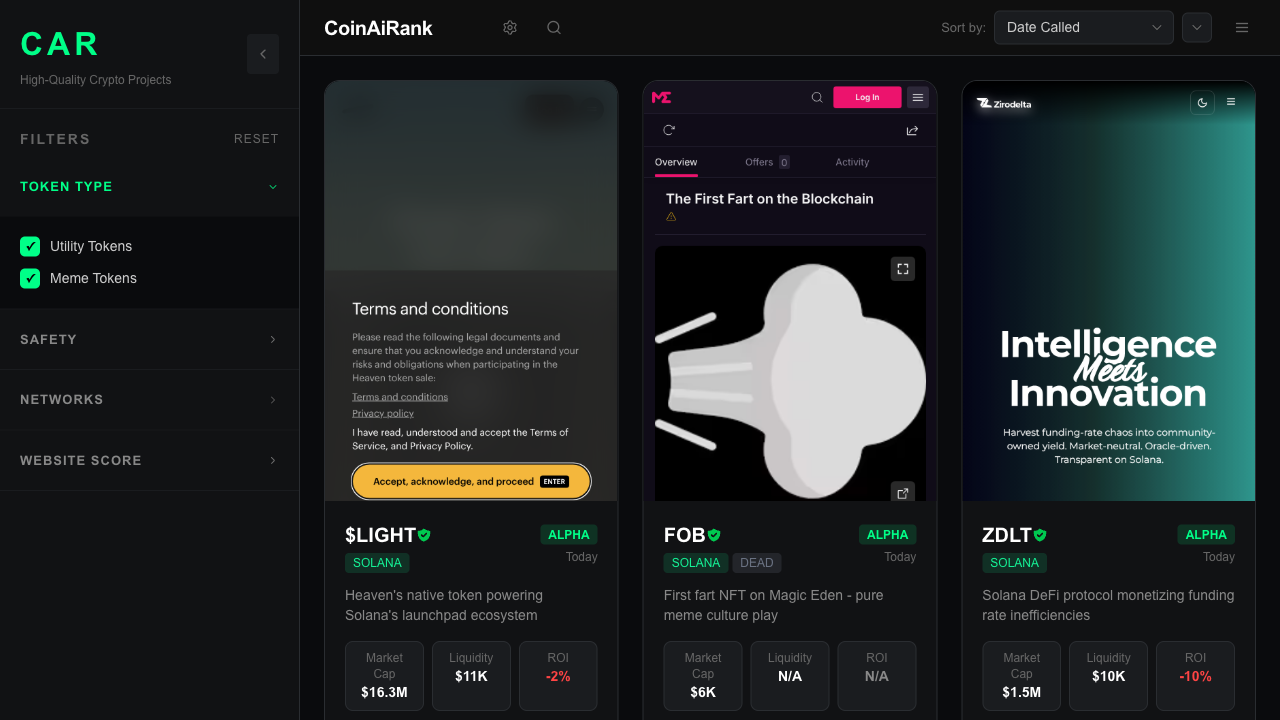 CAR
High-Quality Crypto Projects
FILTERS
RESET
TOKEN TYPE
Utility Tokens
Meme Tokens
SAFETY
NETWORKS
WEBSITE SCORE
CoinAiRank
Sort by:
Date Called
Terms and conditions
Please read the following legal documents and
ensure that you acknowledge and understand your
risks and obligations when participating in the
Heaven token sale:
Terms and conditions
Privacy policy
I have read, understood and accept the Terms of
Service, and Privacy Policy.
Accept, acknowledge, and proceed ENTER
$LIGHT
ALPHA
SOLANA
Today
Heaven's native token powering
Solana's launchpad ecosystem
Market
Cap
$16.3M
Liquidity
$11K
ROI
-2%
ME
Log In
Overview
Offers 0
Activity
The First Fart on the Blockchain
FOB
ALPHA
SOLANA DEAD
Today
First fart NFT on Magic Eden - pure
meme culture play
Market
Cap
$6K
Liquidity
N/A
ROI
N/A
Zirodelta
Intelligence
Meets
Innovation
Harvest funding-rate chaos into community-
owned yield. Market-neutral. Oracle-driven.
Transparent on Solana.
ZDLT
ALPHA
SOLANA
Today
Solana DeFi protocol monetizing funding
rate inefficiencies
Market
Cap
$1.5M
Liquidity
$10K
ROI
-10%